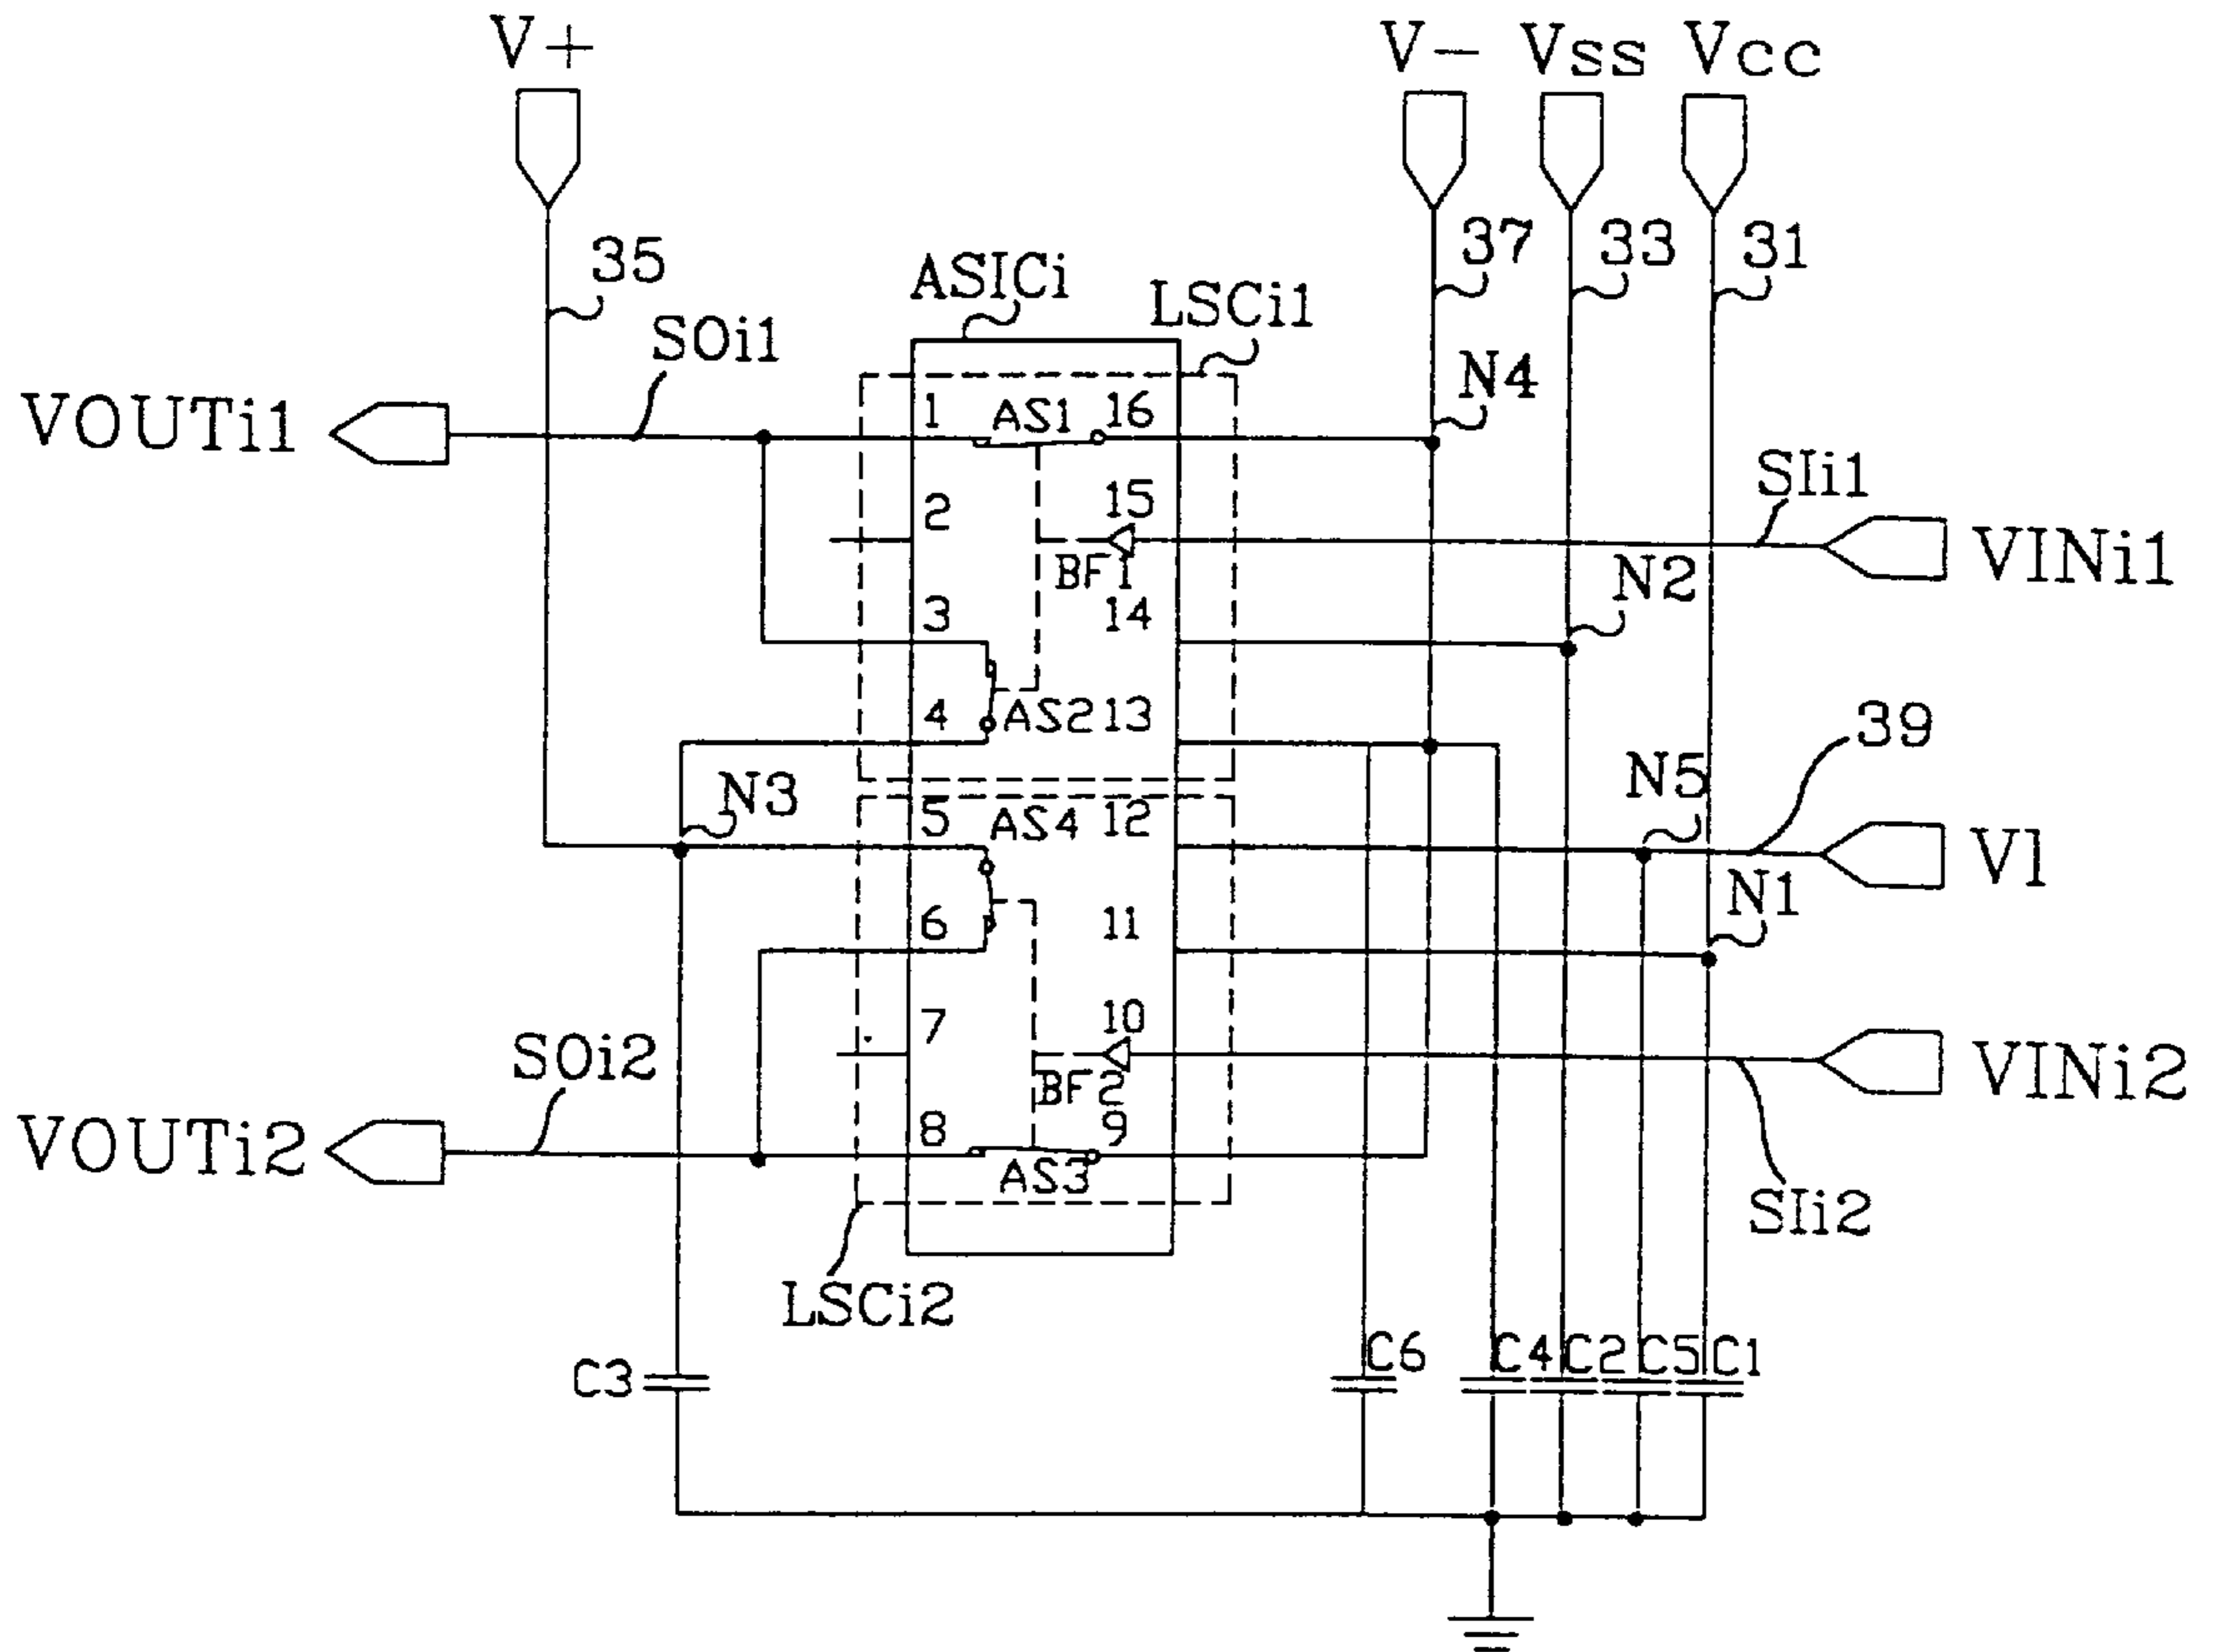 V+
V-
Vss
Vcc
35
37
33
31
ASICi
LSCi1
SOi1
N4
VOUTi1
1
AS1
16
SIi1
2
15
VINi1
BF1
N2
3
14
4
AS2
13
39
N3
N5
5
AS4
12
Vl
N1
6
11
7
10
SOi2
BF2
VINi2
VOUTi2
8
9
AS3
SIi2
LSCi2
C3
C6
C4
C2
C5
C1